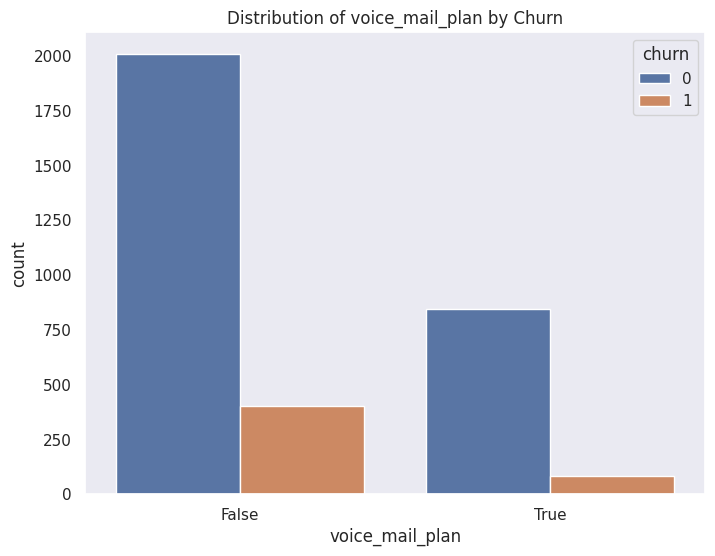 Distribution of voice_mail_plan by Churn
churn
0
1
2000
1750
1500
1250
1000
750
500
250
0
count
False
True
voice_mail_plan